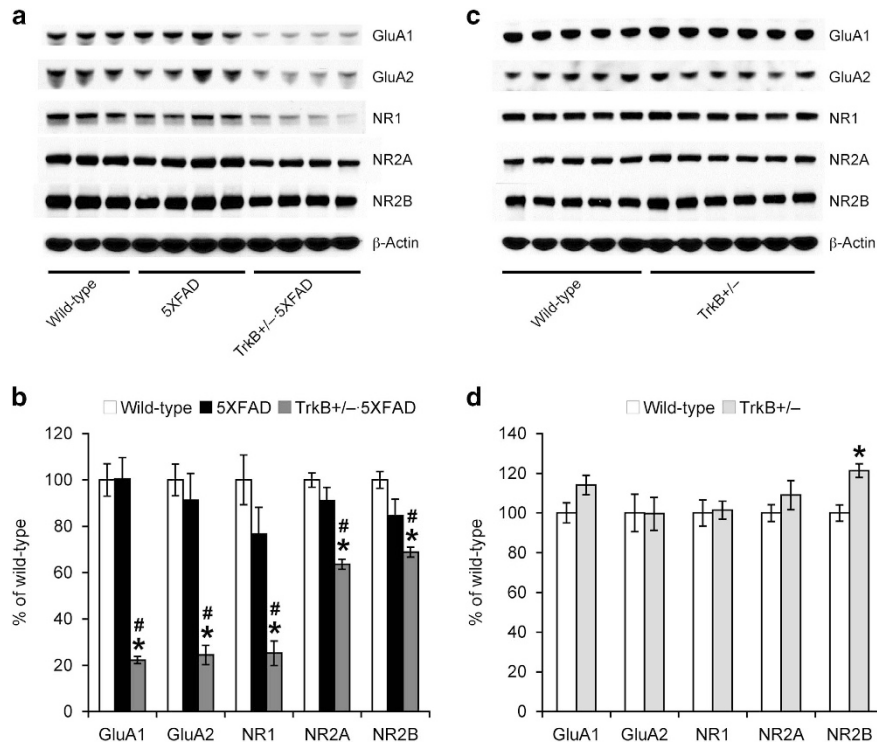 a
GluA1
GluA2
NR1
NR2A
NR2B
β-Actin
Wild-type
5XFAD
TrkB+/−·5XFAD
c
GluA1
GluA2
NR1
NR2A
NR2B
β-Actin
Wild-type
TrkB+/−
b
Wild-type 5XFAD TrkB+/−·5XFAD
% of wild-type
120
100
80
60
40
20
0
# * # * # * # * # *
GluA1 GluA2 NR1 NR2A NR2B
d
Wild-type TrkB+/−
% of wild-type
140
120
100
80
60
40
20
0
*
GluA1 GluA2 NR1 NR2A NR2B